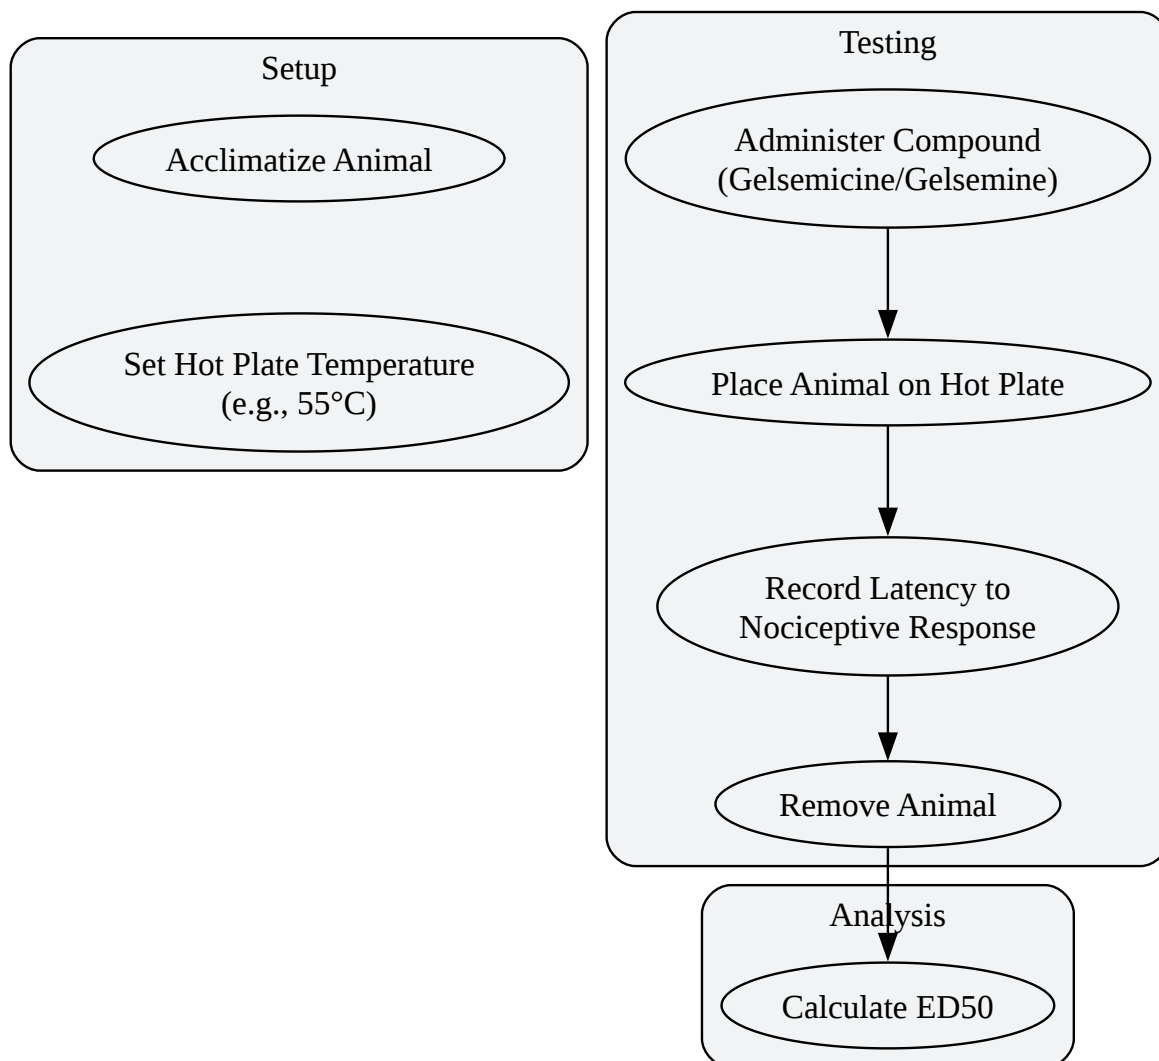 Setup
Acclimatize Animal
Set Hot Plate Temperature
(e.g., 55°C)
Testing
Administer Compound
(Gelsemicine/Gelsemine)
Place Animal on Hot Plate
Record Latency to
Nociceptive Response
Remove Animal
Analysis
Calculate ED50